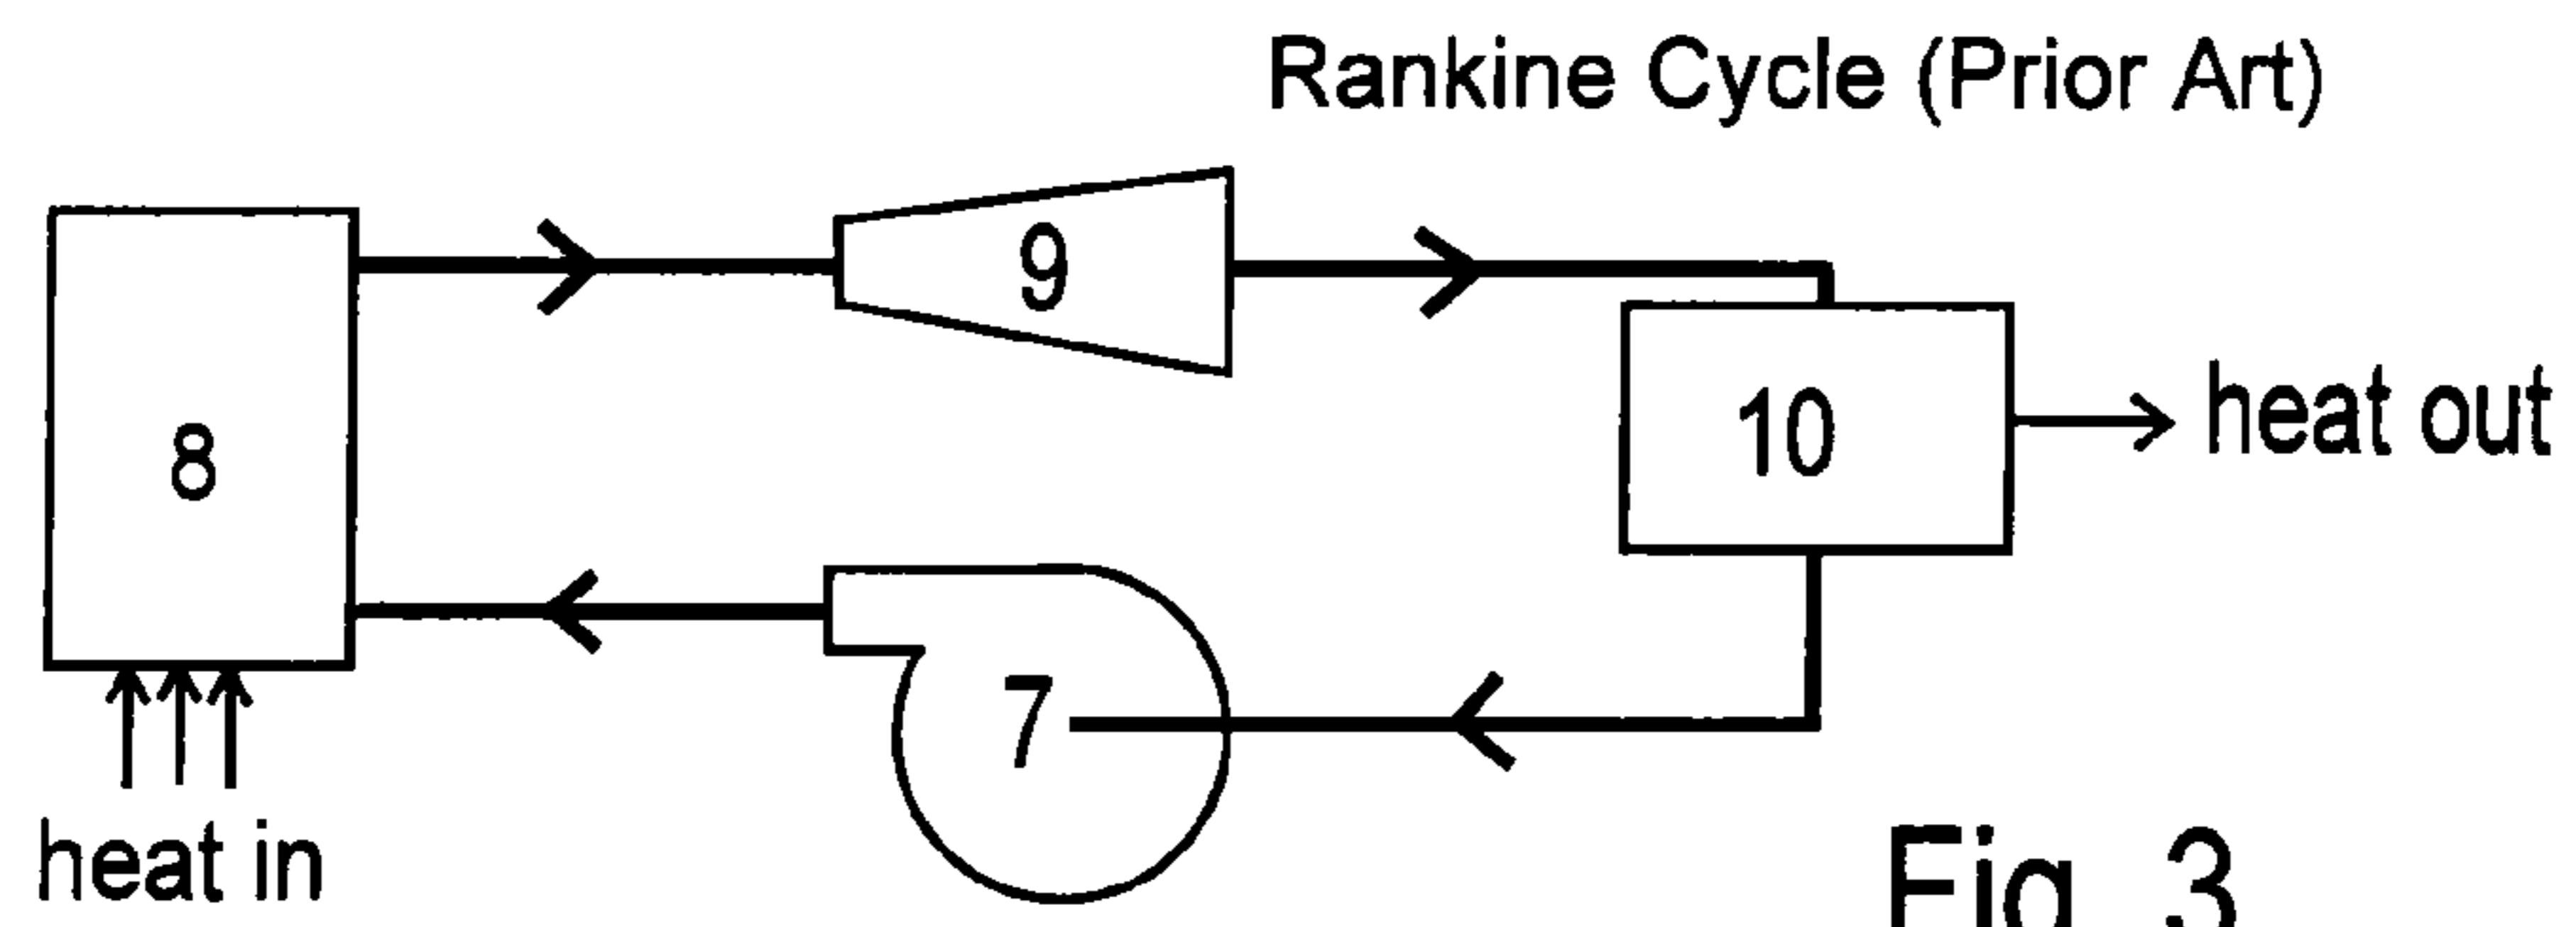 Rankine Cycle (Prior Art)
9
8
10
heat out
7
heat in
Fig. 3